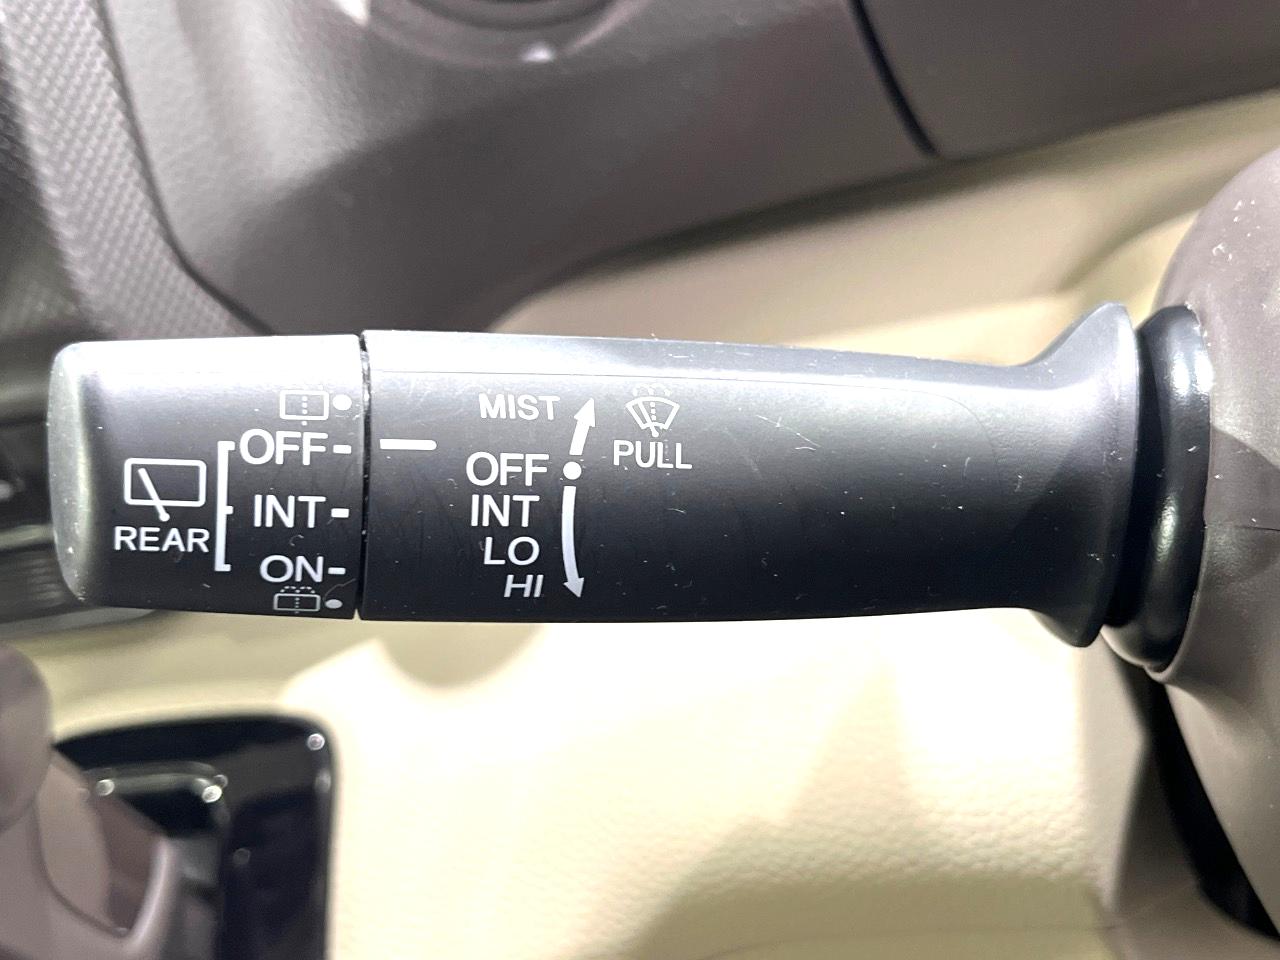 OFF
INT
ON
REAR
MIST
OFF
INT
LO
HI
PULL